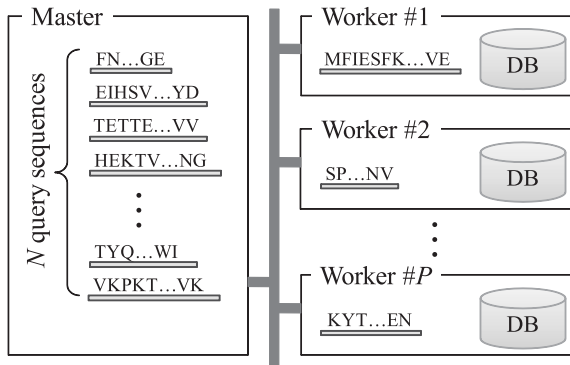 Master
N query sequences
FN…GE
EIHSV…YD
TETTE…VV
HEKTV…NG
TYQ…WI
VKPKT…VK
Worker #1
MFIESFK…VE
DB
Worker #2
SP…NV
DB
Worker #P
KYT…EN
DB